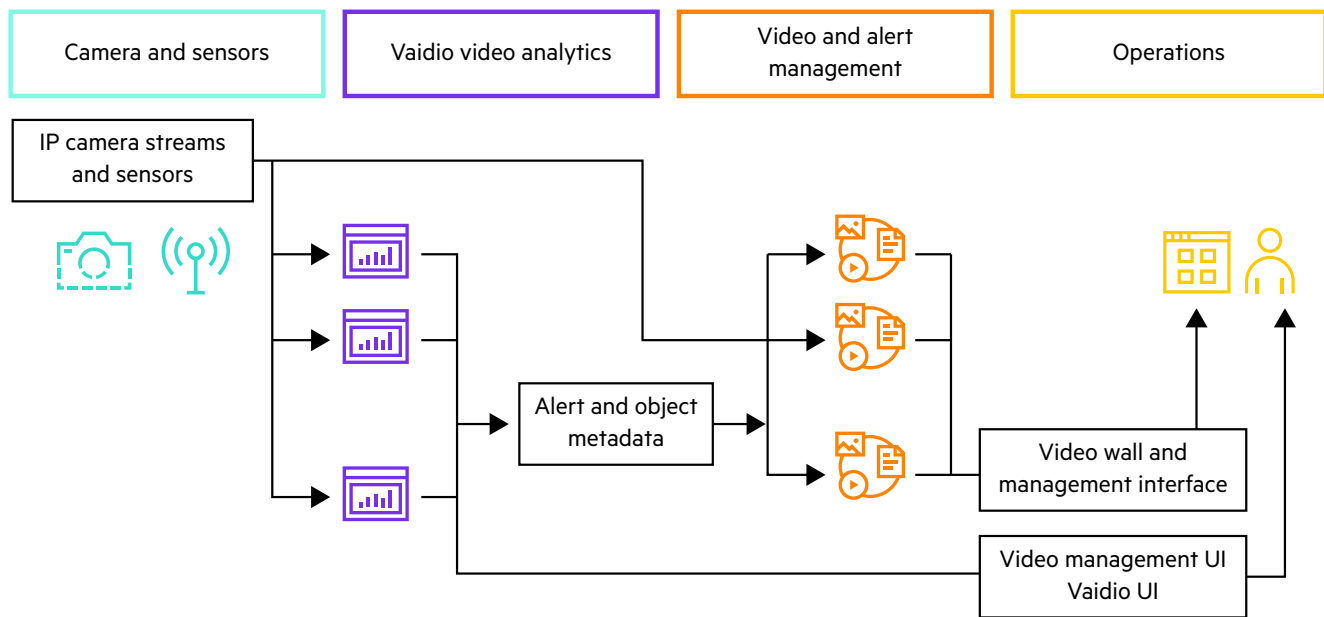 Camera and sensors
Vaidio video analytics
Video and alert
management
Operations
IP camera streams
and sensors
Alert and object
metadata
Video wall and
management interface
Video management UI
Vaidio UI